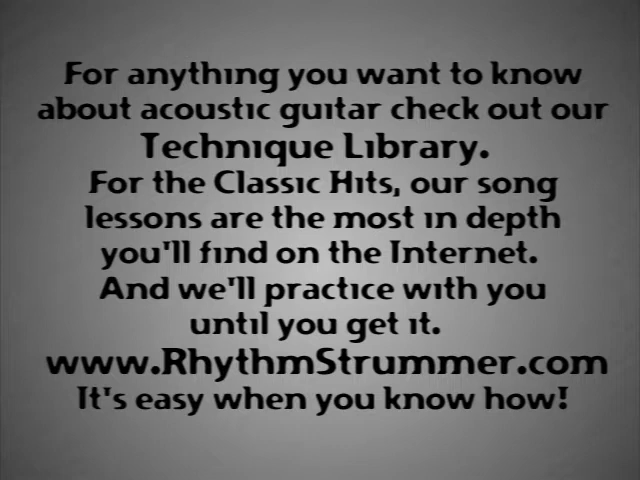 For anything you want to know
about acoustic guitar check out our
Technique Library.
For the Classic Hits, our song
lessons are the most in depth
you'll find on the Internet.
And we'll practice with you
until you get it.
www.RhythmStrummer.com
It's easy when you know how!